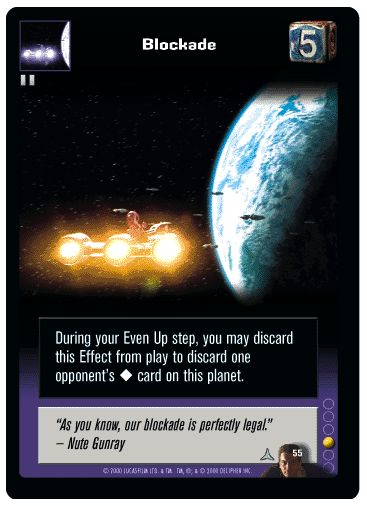 Blockade
5
During your Even Up step, you may discard
this Effect from play to discard one
opponent's ◆ card on this planet.
“As you know, our blockade is perfectly legal.”
– Nute Gunray
55
© 2000 LUCASFILM LTD. & TM. TM, ®, & © 2000 DECIPHER INC.